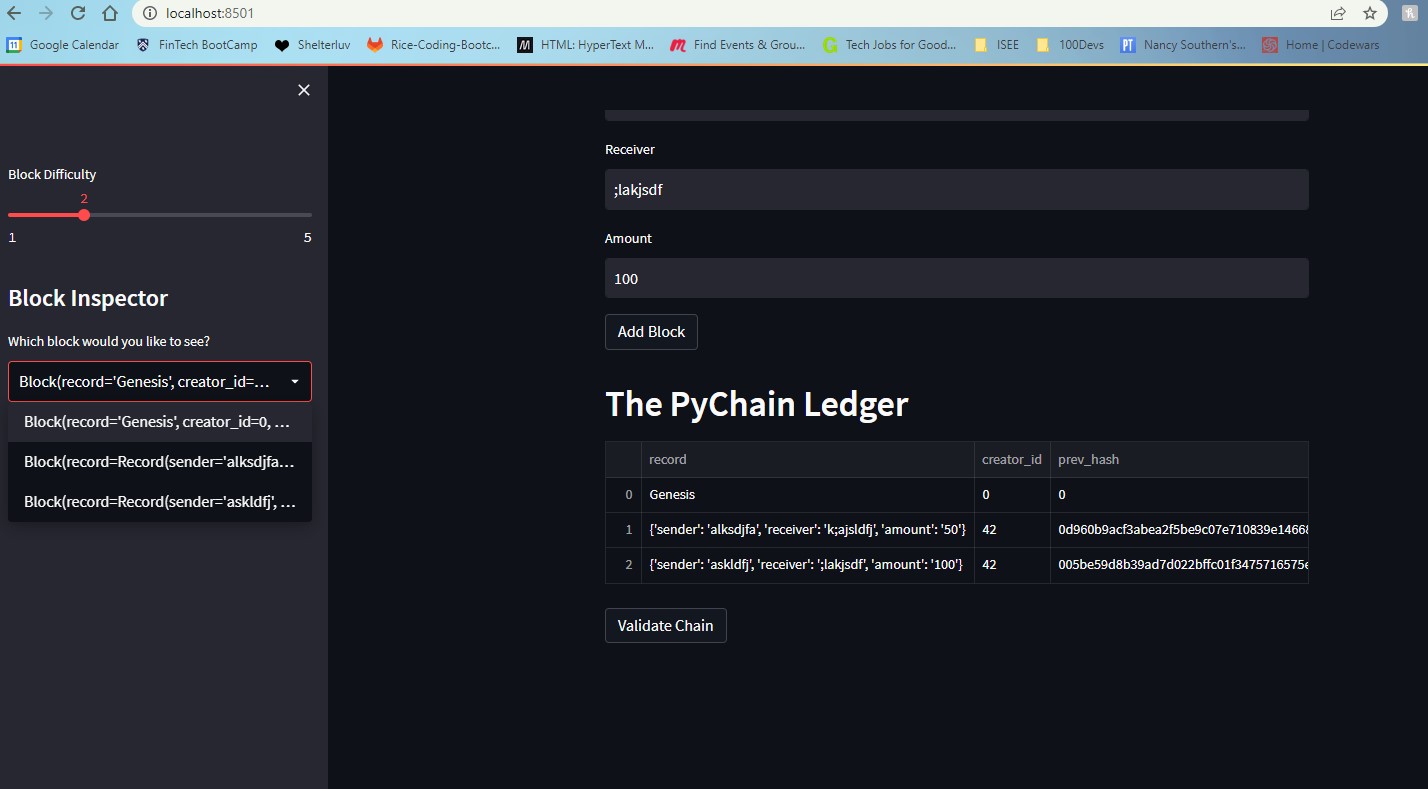 localhost:8501
Google Calendar FinTech BootCamp Shelterluv Rice-Coding-Bootc... HTML: HyperText M... Find Events & Grou... Tech Jobs for Good... ISEE 100Devs Nancy Southern's... Home | Codewars
Block Difficulty
2
1 5
Block Inspector
Which block would you like to see?
Block(record='Genesis', creator_id=...
Block(record='Genesis', creator_id=0, ...
Block(record=Record(sender='alksdjfa...
Block(record=Record(sender='askldfj', ...
Receiver
;lakjsdf
Amount
100
Add Block
The PyChain Ledger
record creator_id prev_hash
0 Genesis 0 0
1 {'sender': 'alksdjfa', 'receiver': 'k;ajsldfj', 'amount': '50'} 42 0d960b9acf3abea2f5be9c07e710839e14668
2 {'sender': 'askldfj', 'receiver': ';lakjsdf', 'amount': '100'} 42 005be59d8b39ad7d022bffc01f3475716575e
Validate Chain